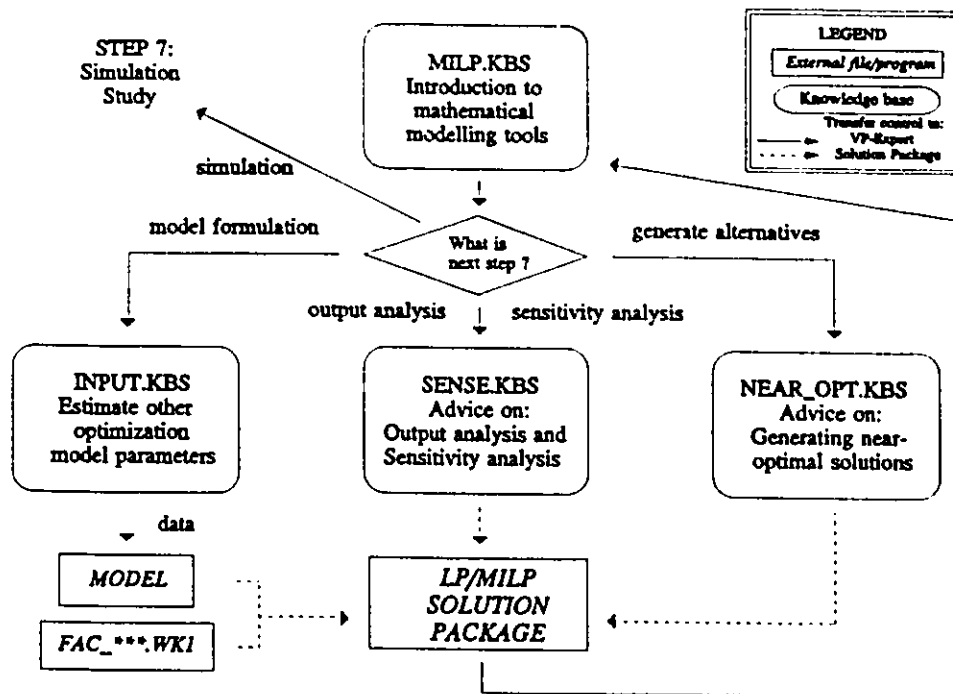 STEP 7:
Simulation
Study
MILP.KBS
Introduction to
mathematical
modelling tools
LEGEND
External file/program
Knowledge base
Transfer control to:
VP-Expert
Solution Package
simulation
model formulation
What is
next step ?
generate alternatives
output analysis
sensitivity analysis
INPUT.KBS
Estimate other
optimization
model parameters
SENSE.KBS
Advice on:
Output analysis and
Sensitivity analysis
NEAR_OPT.KBS
Advice on:
Generating near-
optimal solutions
data
MODEL
FAC_***.WK1
LP/MILP
SOLUTION
PACKAGE